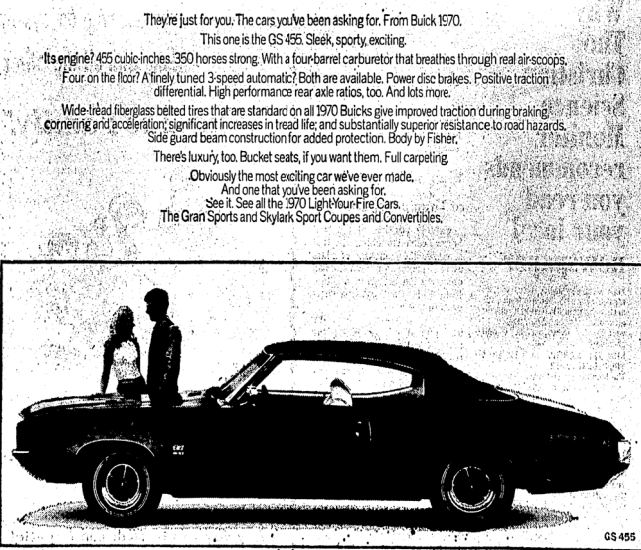 They're just for you. The cars you've been asking for. From Buick 1970.
This one is the GS 455. Sleek, sporty, exciting.
Its engine? 455 cubic-inches. 350 horses strong. With a four-barrel carburetor that breathes through real air-scoops.
Four on the floor? A finely tuned 3-speed automatic? Both are available. Power disc brakes. Positive traction
differential. High performance rear axle ratios, too. And lots more.
Wide-tread fiberglass belted tires that are standard on all 1970 Buicks give improved traction during braking,
cornering and acceleration; significant increases in tread life; and substantially superior resistance to road hazards.
Side guard beam construction for added protection. Body by Fisher.
There's luxury, too. Bucket seats, if you want them. Full carpeting.
Obviously the most exciting car we've ever made.
And one that you've been asking for.
See it. See all the 1970 Light-Your-Fire Cars.
The Gran Sports and Skylark Sport Coupes and Convertibles.
GS 455